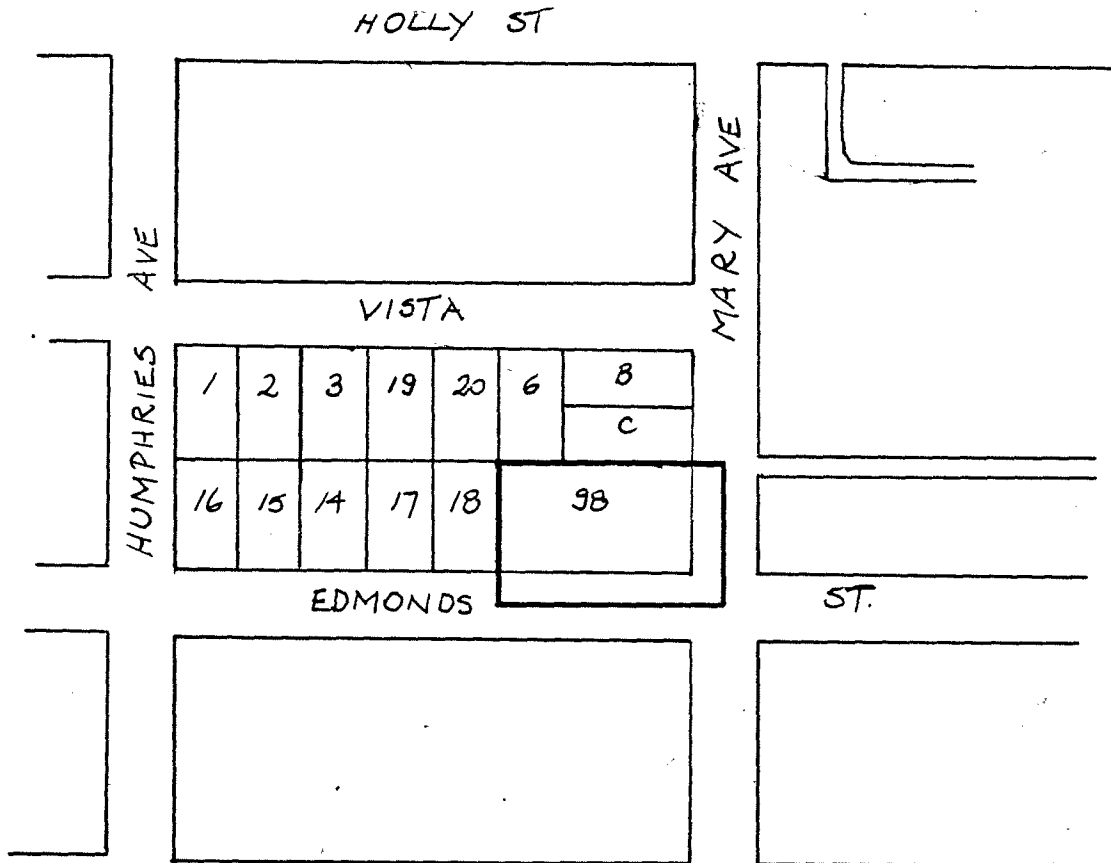 HOLLY ST
HUMPHRIES AVE
MARY AVE
VISTA
1 2 3 19 20 6 B
C
16 15 14 17 18 98
EDMONDS ST.